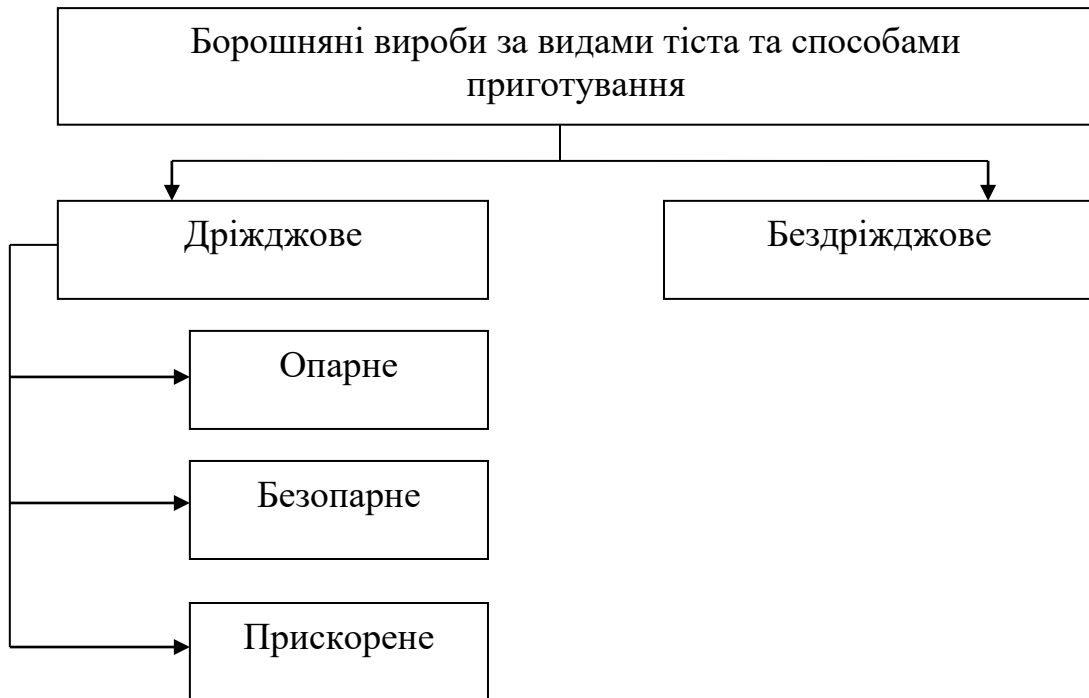 Борошняні вироби за видами тіста та способами
приготування
Дріжджове
Бездріжджове
Опарне
Безопарне
Прискорене